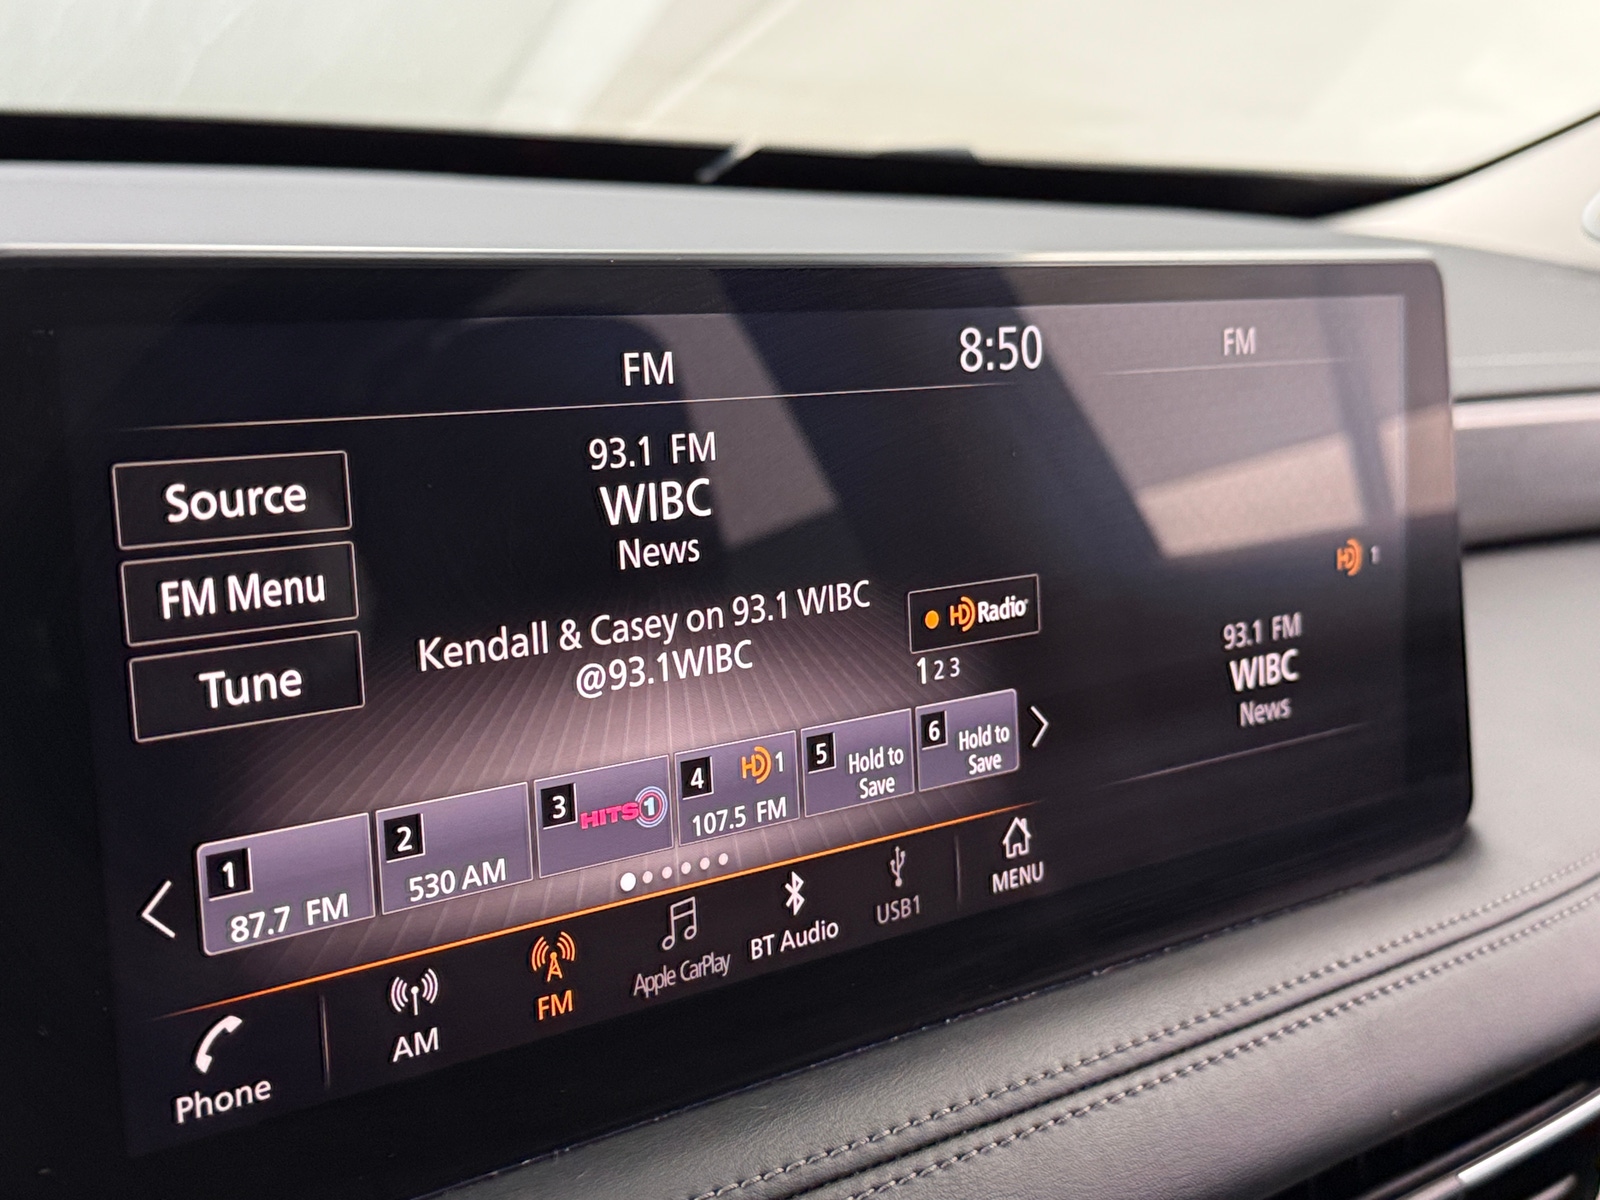 FM
8:50
FM
Source
FM Menu
Tune
93.1 FM
WIBC
News
Kendall & Casey on 93.1 WIBC
@93.1WIBC
HD Radio
1 2 3
HD 1
93.1 FM
WIBC
News
1
87.7 FM
2
530 AM
3
HITS 1
4
HD 1
107.5 FM
5
Hold to
Save
6
Hold to
Save
Phone
AM
FM
Apple CarPlay
BT Audio
USB1
MENU